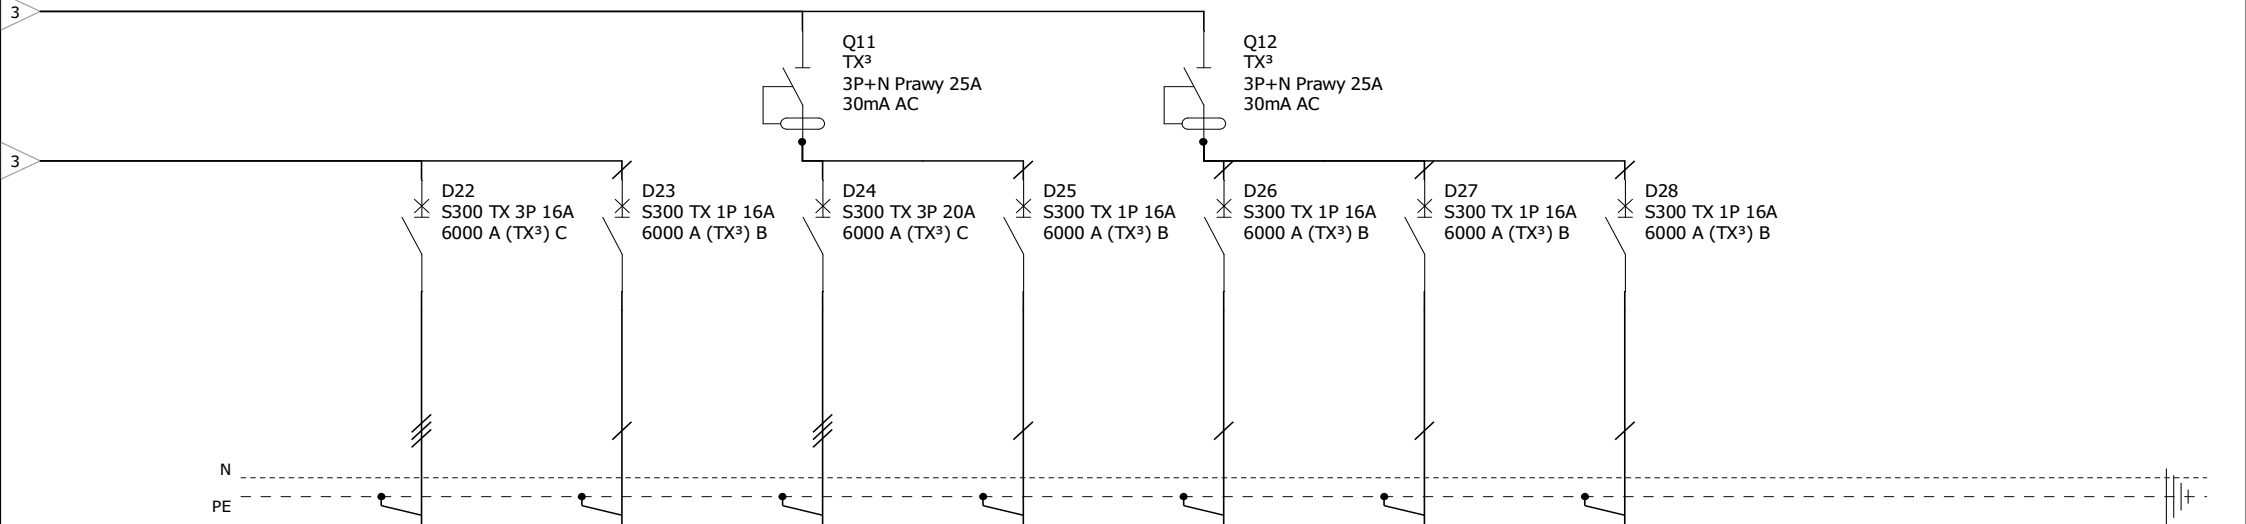 3
Q11
TX³
3P+N Prawy 25A
30mA AC
Q12
TX³
3P+N Prawy 25A
30mA AC
3
D22
S300 TX 3P 16A
6000 A (TX³) C
D23
S300 TX 1P 16A
6000 A (TX³) B
D24
S300 TX 3P 20A
6000 A (TX³) C
D25
S300 TX 1P 16A
6000 A (TX³) B
D26
S300 TX 1P 16A
6000 A (TX³) B
D27
S300 TX 1P 16A
6000 A (TX³) B
D28
S300 TX 1P 16A
6000 A (TX³) B
N
PE